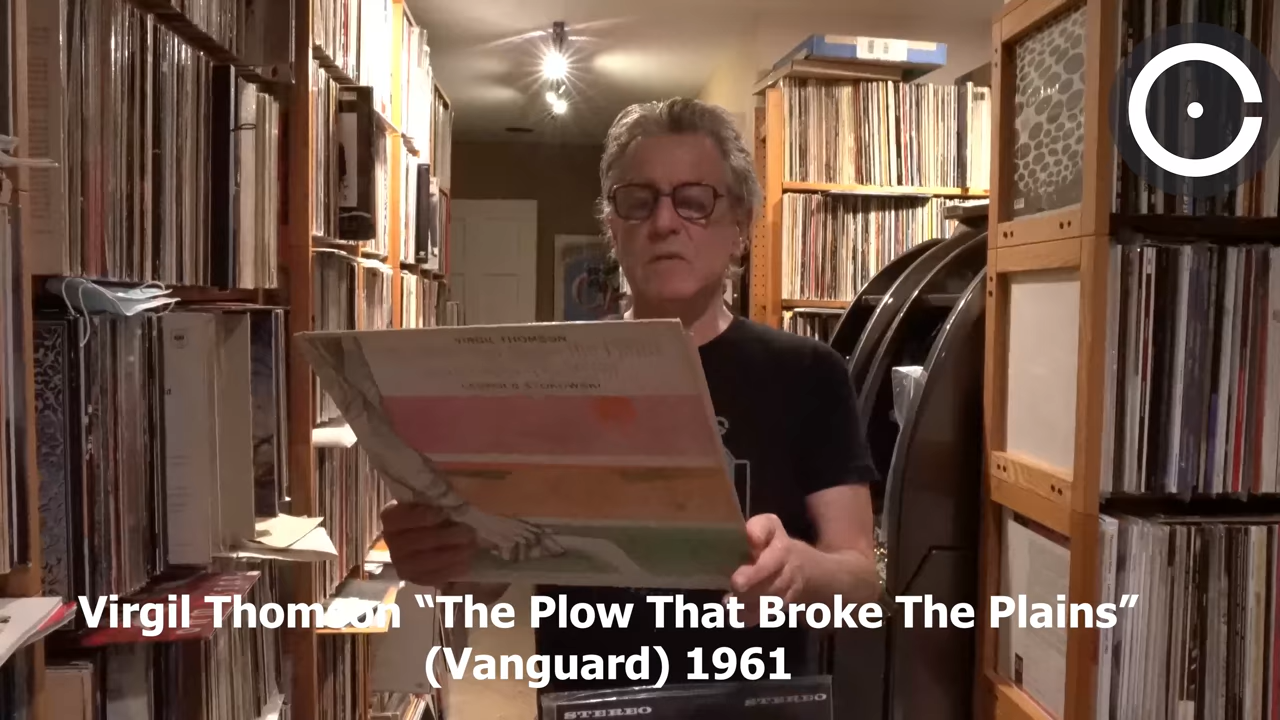 VIRGIL THOMSON
LEOPOLD STOKOWSKI
Virgil Thomson “The Plow That Broke The Plains”
(Vanguard) 1961
STEREO STEREO